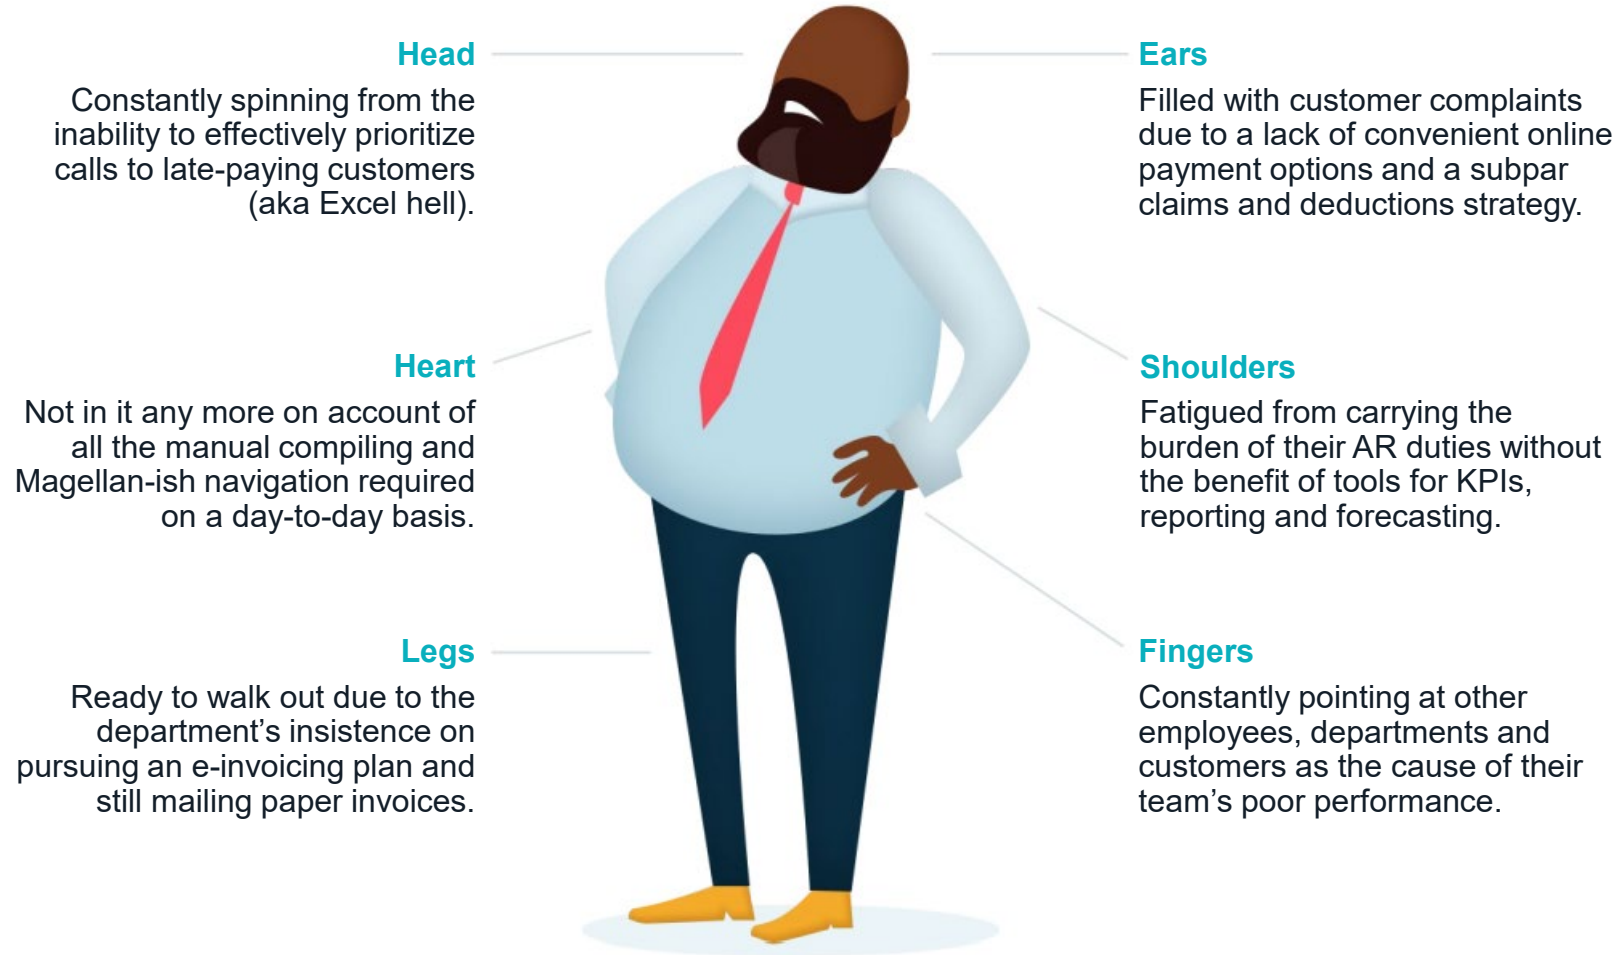 Head
Constantly spinning from the
inability to effectively prioritize
calls to late-paying customers
(aka Excel hell).
Heart
Not in it any more on account of
all the manual compiling and
Magellan-ish navigation required
on a day-to-day basis.
Legs
Ready to walk out due to the
department’s insistence on
pursuing an e-invoicing plan and
still mailing paper invoices.
Ears
Filled with customer complaints
due to a lack of convenient online
payment options and a subpar
claims and deductions strategy.
Shoulders
Fatigued from carrying the
burden of their AR duties without
the benefit of tools for KPIs,
reporting and forecasting.
Fingers
Constantly pointing at other
employees, departments and
customers as the cause of their
team’s poor performance.